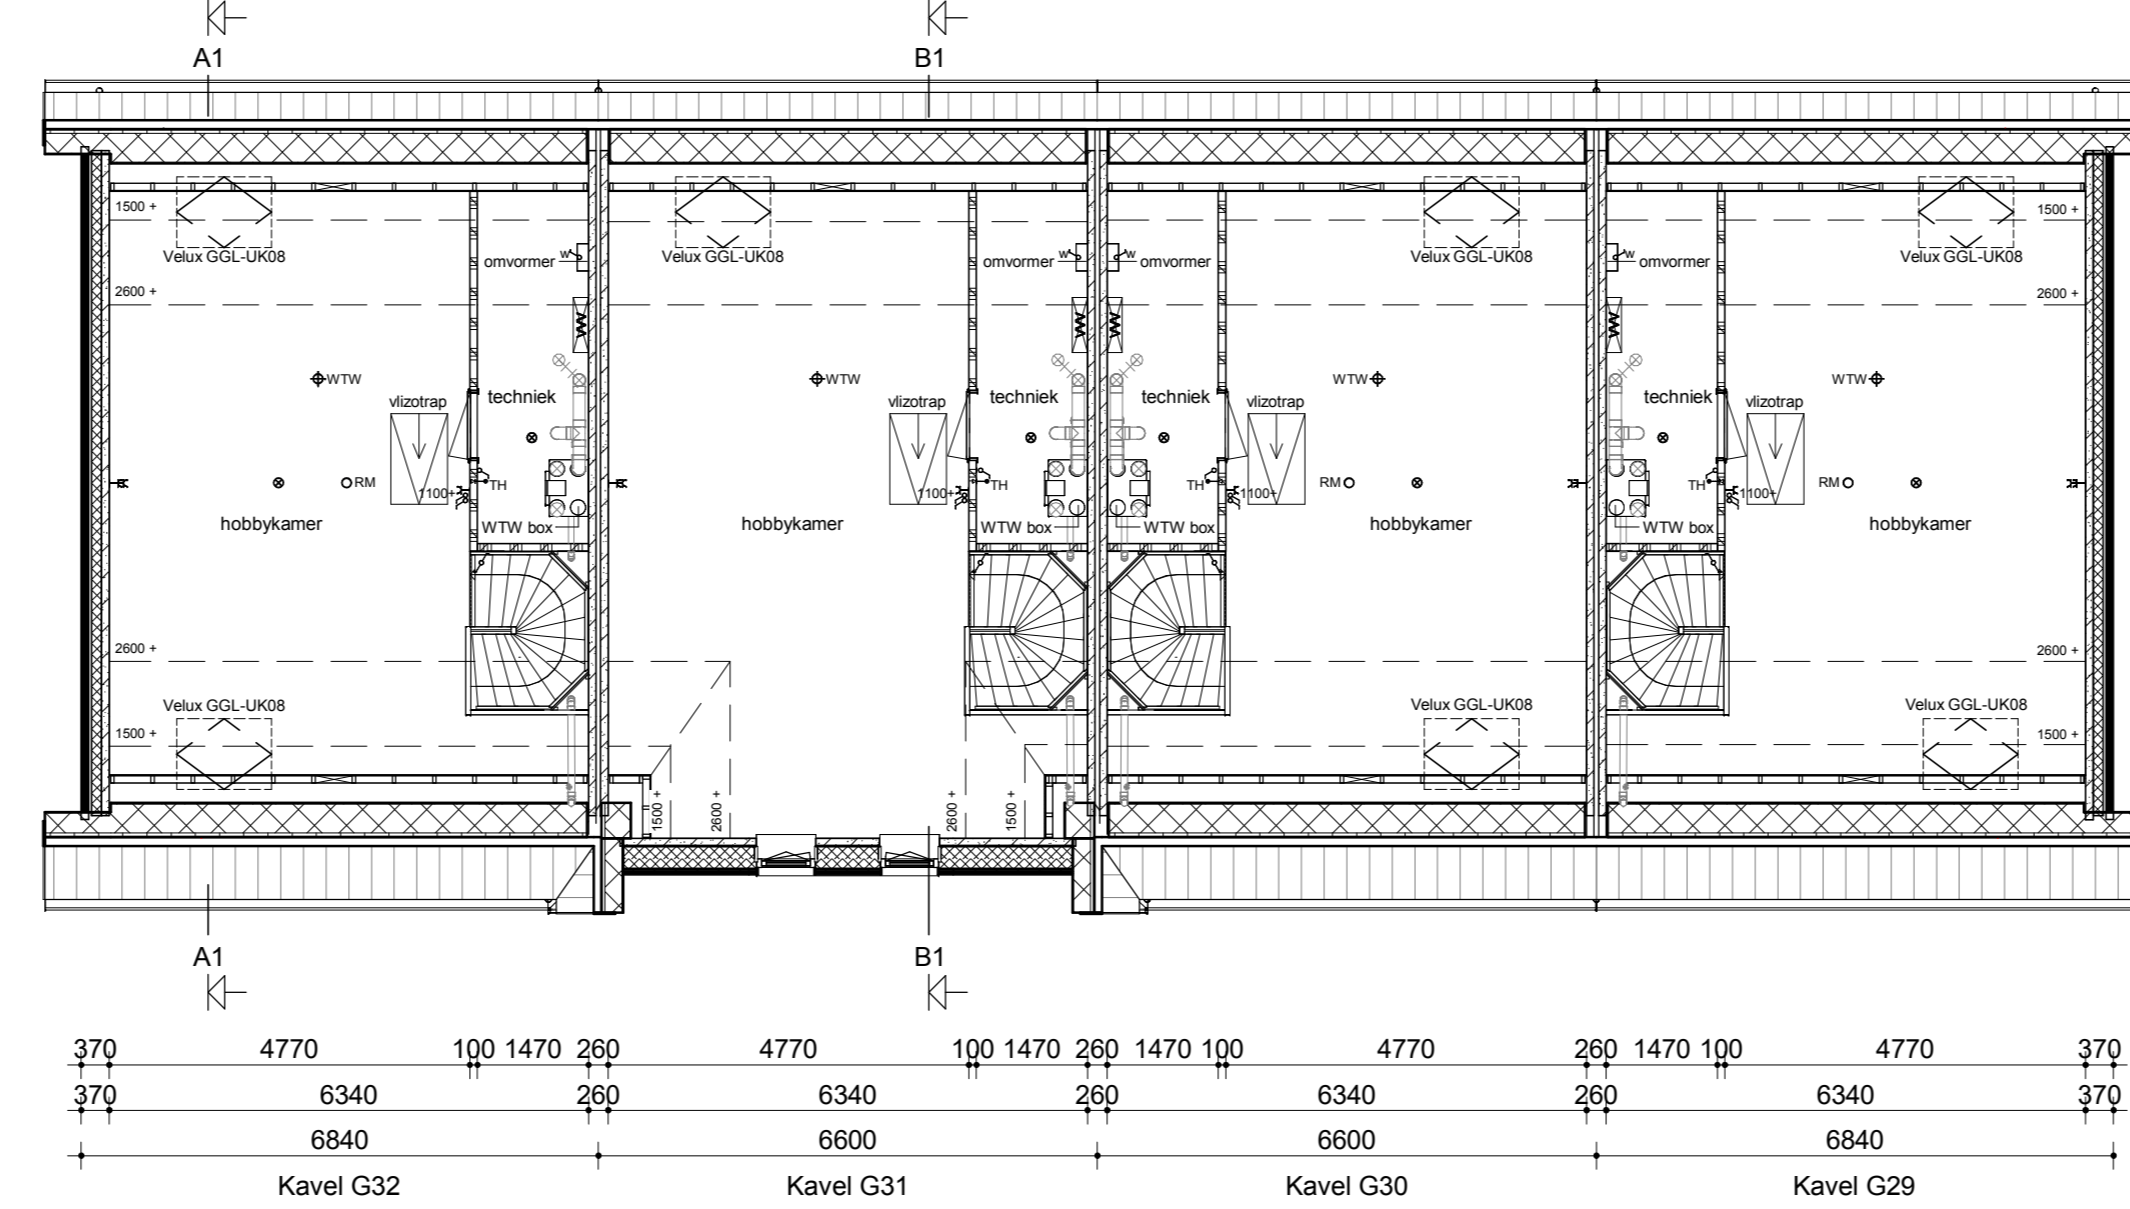 A1 B1
1500 + 1500 +
Velux GGL-UK08 omvormer w Velux GGL-UK08 omvormer w w omvormer Velux GGL-UK08 w omvormer Velux GGL-UK08
2600 + 2600 +
WTW WTW WTW WTW
vlizotrap techniek vlizotrap techniek techniek vlizotrap techniek vlizotrap
RM 1100+ TH 1100+ TH TH 1100+ RM TH 1100+ RM
hobbykamer WTW box hobbykamer WTW box WTW box hobbykamer WTW box hobbykamer
2600 + 2600 +
Velux GGL-UK08 Velux GGL-UK08 Velux GGL-UK08
1500 + 1500 +
1500 + 2600 + 2600 + 1500 +
A1 B1
370 4770 100 1470 260 4770 100 1470 260 1470 100 4770 260 1470 100 4770 370
370 6340 260 6340 260 6340 260 6340 370
6840 6600 6600 6840
Kavel G32 Kavel G31 Kavel G30 Kavel G29